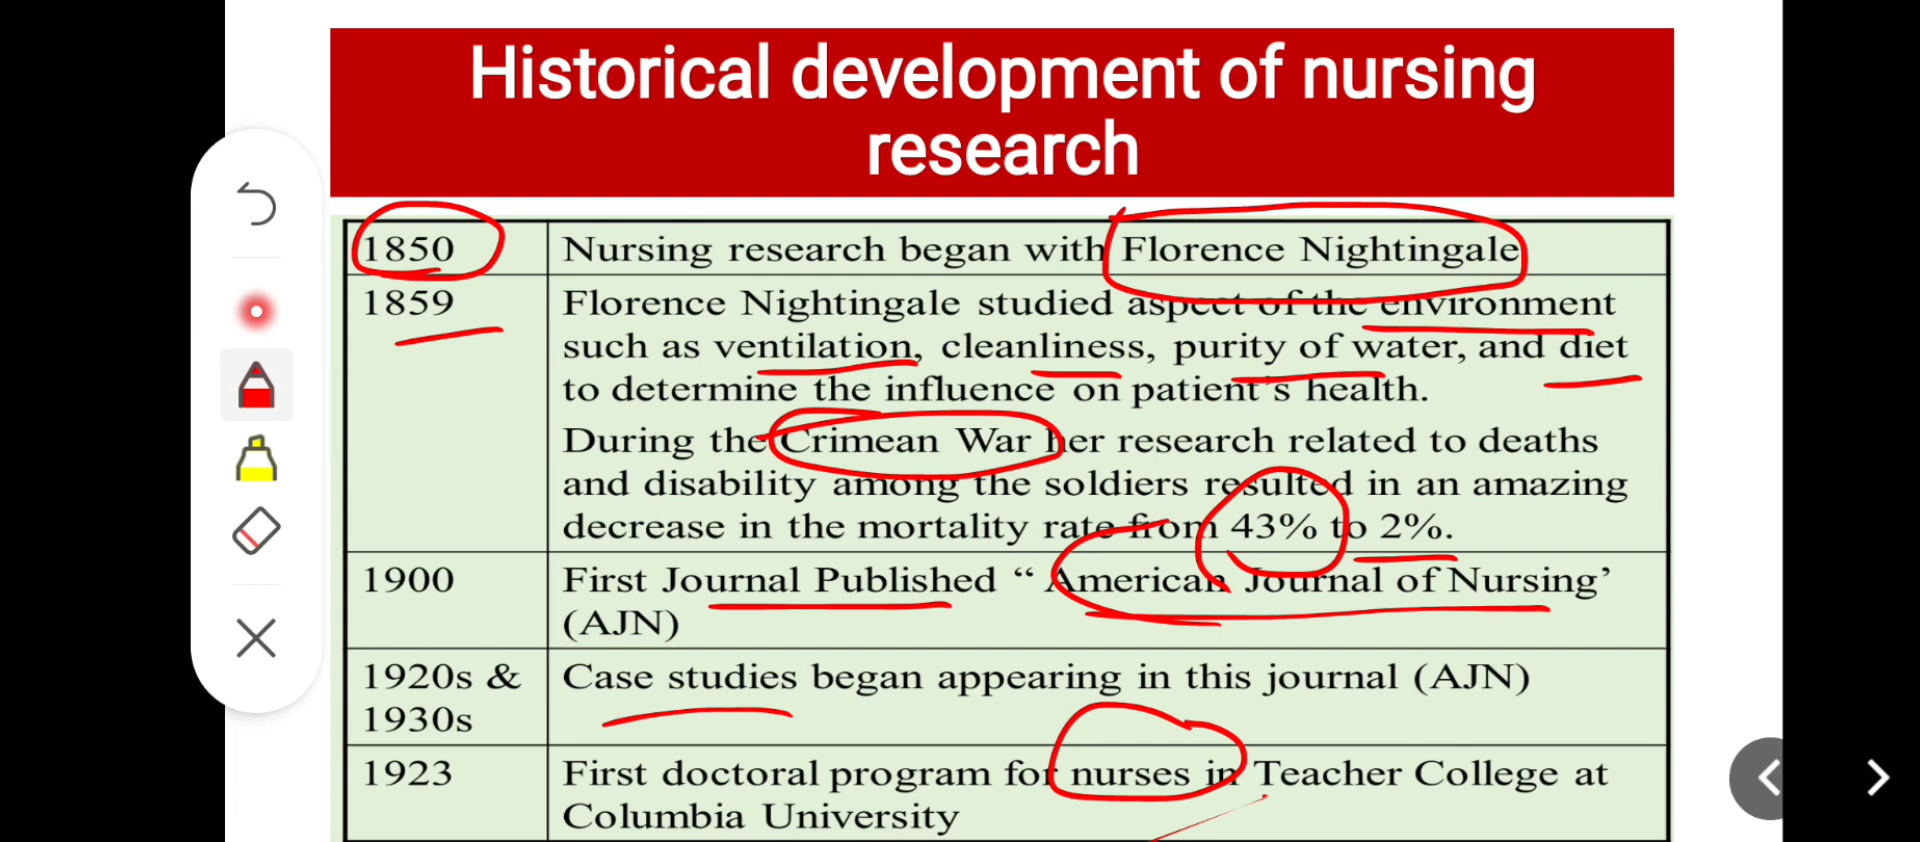 Historical development of nursing
research
1850 Nursing research began with Florence Nightingale
1859 Florence Nightingale studied aspect of the environment
such as ventilation, cleanliness, purity of water, and diet
to determine the influence on patient's health.
During the Crimean War her research related to deaths
and disability among the soldiers resulted in an amazing
decrease in the mortality rate from 43% to 2%.
1900 First Journal Published “ American Journal of Nursing’
(AJN)
1920s & Case studies began appearing in this journal (AJN)
1930s
1923 First doctoral program for nurses in Teacher College at
Columbia University